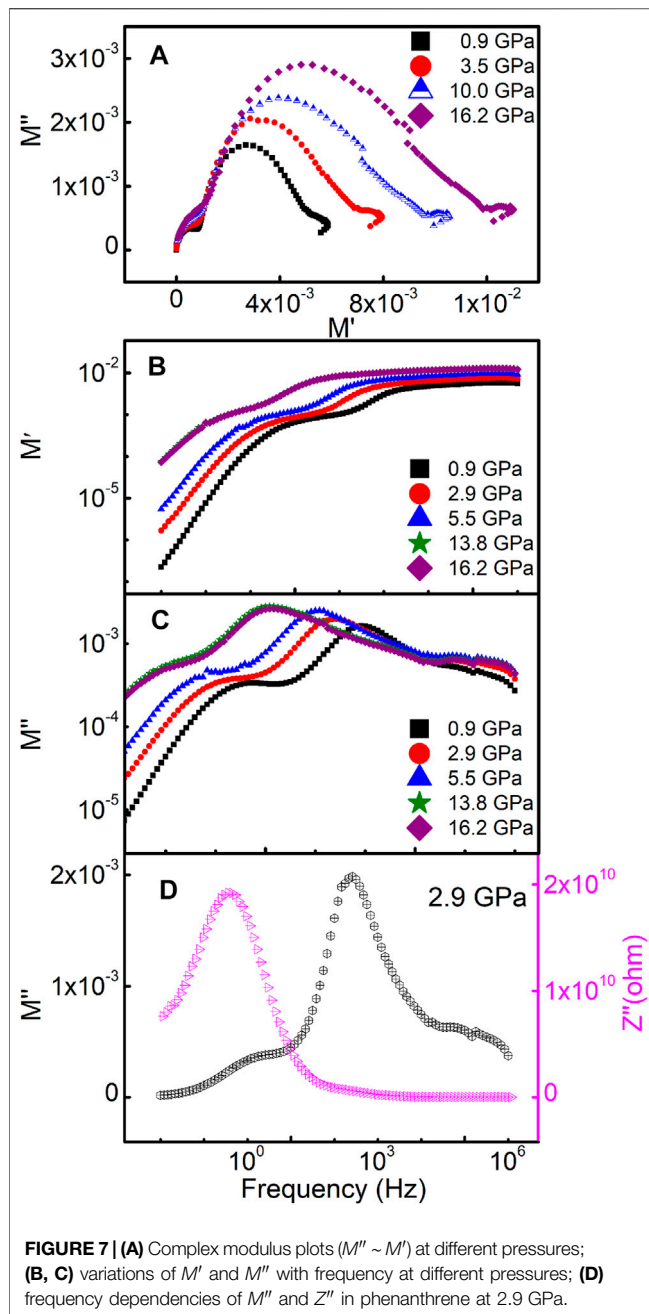 A
0.9 GPa
3.5 GPa
10.0 GPa
16.2 GPa
3x10⁻³
2x10⁻³
1x10⁻³
0
M''
0 4x10⁻³ 8x10⁻³ 1x10⁻²
M'
B
10⁻²
10⁻⁵
M'
0.9 GPa
2.9 GPa
5.5 GPa
13.8 GPa
16.2 GPa
C
10⁻³
10⁻⁴
10⁻⁵
M''
0.9 GPa
2.9 GPa
5.5 GPa
13.8 GPa
16.2 GPa
D
2.9 GPa
2x10⁻³
1x10⁻³
0
M''
2x10¹⁰
1x10¹⁰
0
Z''(ohm)
10⁰ 10³ 10⁶
Frequency (Hz)
FIGURE 7 | (A) Complex modulus plots (M'' ~ M') at different pressures;
(B, C) variations of M' and M'' with frequency at different pressures; (D)
frequency dependencies of M'' and Z'' in phenanthrene at 2.9 GPa.